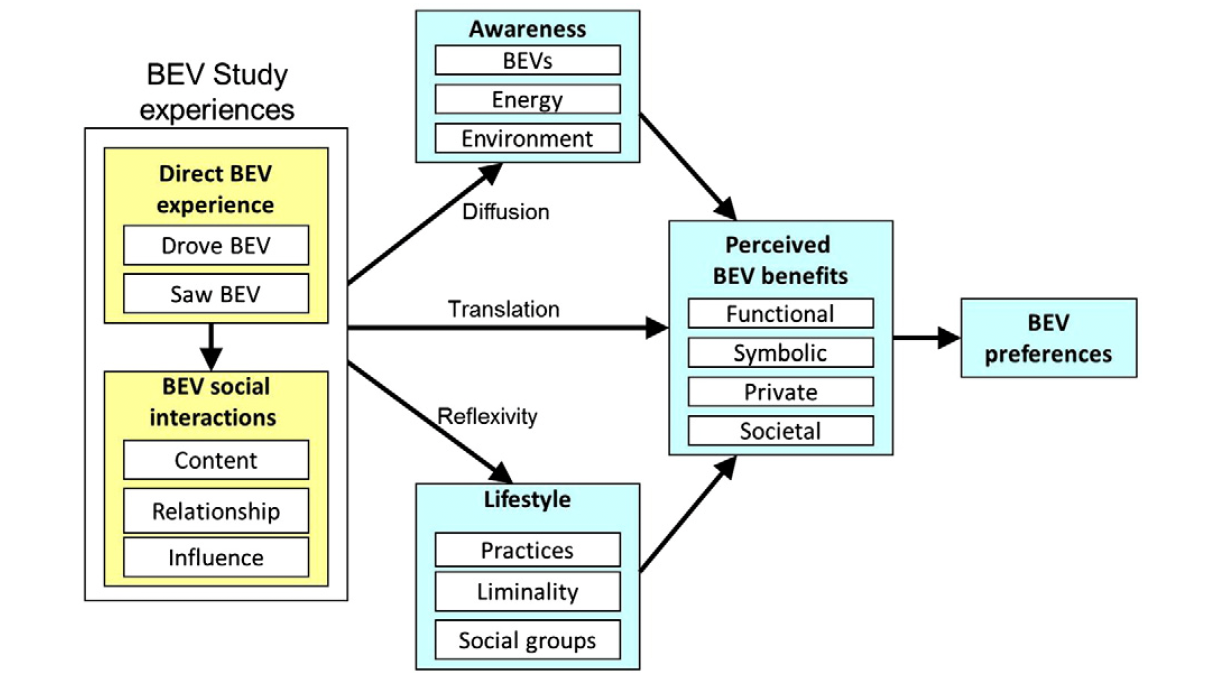 BEV Study
experiences
Direct BEV
experience
Drove BEV
Saw BEV
BEV social
interactions
Content
Relationship
Influence
Diffusion
Translation
Reflexivity
Awareness
BEVs
Energy
Environment
Lifestyle
Practices
Liminality
Social groups
Perceived
BEV benefits
Functional
Symbolic
Private
Societal
BEV
preferences